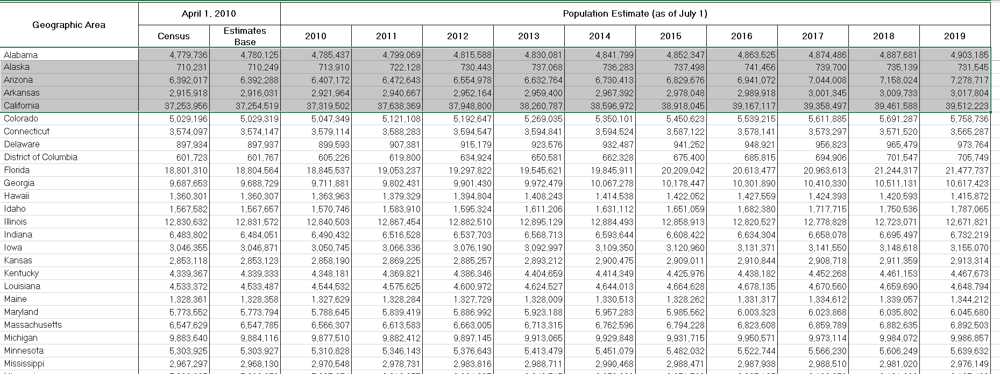 April 1, 2010 Population Estimate (as of July 1)
Geographic Area
Census Estimates Base 2010 2011 2012 2013 2014 2015 2016 2017 2018 2019
Alabama 4,779,736 4,780,125 4,785,437 4,799,069 4,815,588 4,830,081 4,841,799 4,852,347 4,863,525 4,874,486 4,887,681 4,903,185
Alaska 710,231 710,249 713,910 722,128 730,443 737,068 736,283 737,498 741,456 739,700 735,139 731,545
Arizona 6,392,017 6,392,288 6,407,172 6,472,643 6,554,978 6,632,764 6,730,413 6,829,676 6,941,072 7,044,008 7,158,024 7,278,717
Arkansas 2,915,918 2,916,031 2,921,964 2,940,667 2,952,164 2,959,400 2,967,392 2,978,048 2,989,918 3,001,345 3,009,733 3,017,804
California 37,253,956 37,254,519 37,319,502 37,638,369 37,948,800 38,260,787 38,596,972 38,918,045 39,167,117 39,358,497 39,461,588 39,512,223
Colorado 5,029,196 5,029,319 5,047,349 5,121,108 5,192,647 5,269,035 5,350,101 5,450,623 5,539,215 5,611,885 5,691,287 5,758,736
Connecticut 3,574,097 3,574,147 3,579,114 3,588,283 3,594,547 3,594,841 3,594,524 3,587,122 3,578,141 3,573,297 3,571,520 3,565,287
Delaware 897,934 897,937 899,593 907,381 915,179 923,576 932,487 941,252 948,921 956,823 965,479 973,764
District of Columbia 601,723 601,767 605,226 619,800 634,924 650,581 662,328 675,400 685,815 694,906 701,547 705,749
Florida 18,801,310 18,804,564 18,845,537 19,053,237 19,297,822 19,545,621 19,845,911 20,209,042 20,613,477 20,963,613 21,244,317 21,477,737
Georgia 9,687,653 9,688,729 9,711,881 9,802,431 9,901,430 9,972,479 10,067,278 10,178,447 10,301,890 10,410,330 10,511,131 10,617,423
Hawaii 1,360,301 1,360,307 1,363,963 1,379,329 1,394,804 1,408,243 1,414,538 1,422,052 1,427,559 1,424,393 1,420,593 1,415,872
Idaho 1,567,582 1,567,657 1,570,746 1,583,910 1,595,324 1,611,206 1,631,112 1,651,059 1,682,380 1,717,715 1,750,536 1,787,065
Illinois 12,830,632 12,831,572 12,840,503 12,867,454 12,882,510 12,895,129 12,884,493 12,858,913 12,820,527 12,778,828 12,723,071 12,671,821
Indiana 6,483,802 6,484,051 6,490,432 6,516,528 6,537,703 6,568,713 6,593,644 6,608,422 6,634,304 6,658,078 6,695,497 6,732,219
Iowa 3,046,355 3,046,871 3,050,745 3,066,336 3,076,190 3,092,997 3,109,350 3,120,960 3,131,371 3,141,550 3,148,618 3,155,070
Kansas 2,853,118 2,853,123 2,858,190 2,869,225 2,885,257 2,893,212 2,900,475 2,909,011 2,910,844 2,908,718 2,911,359 2,913,314
Kentucky 4,339,367 4,339,333 4,348,181 4,369,821 4,386,346 4,404,659 4,414,349 4,425,976 4,438,182 4,452,268 4,461,153 4,467,673
Louisiana 4,533,372 4,533,487 4,544,532 4,575,625 4,600,972 4,624,527 4,644,013 4,664,628 4,678,135 4,670,560 4,659,690 4,648,794
Maine 1,328,361 1,328,358 1,327,629 1,328,284 1,327,729 1,328,009 1,330,513 1,328,262 1,331,317 1,334,612 1,339,057 1,344,212
Maryland 5,773,552 5,773,794 5,788,645 5,839,419 5,886,992 5,923,188 5,957,283 5,985,562 6,003,323 6,023,868 6,035,802 6,045,680
Massachusetts 6,547,629 6,547,785 6,566,307 6,613,583 6,663,005 6,713,315 6,762,596 6,794,228 6,823,608 6,859,789 6,882,635 6,892,503
Michigan 9,883,640 9,884,116 9,877,510 9,882,412 9,897,145 9,913,065 9,929,848 9,931,715 9,950,571 9,973,114 9,984,072 9,986,857
Minnesota 5,303,925 5,303,927 5,310,828 5,346,143 5,376,643 5,413,479 5,451,079 5,482,032 5,522,744 5,566,230 5,606,249 5,639,632
Mississippi 2,967,297 2,968,130 2,970,548 2,978,731 2,983,816 2,988,711 2,990,468 2,988,471 2,987,938 2,988,510 2,981,020 2,976,149